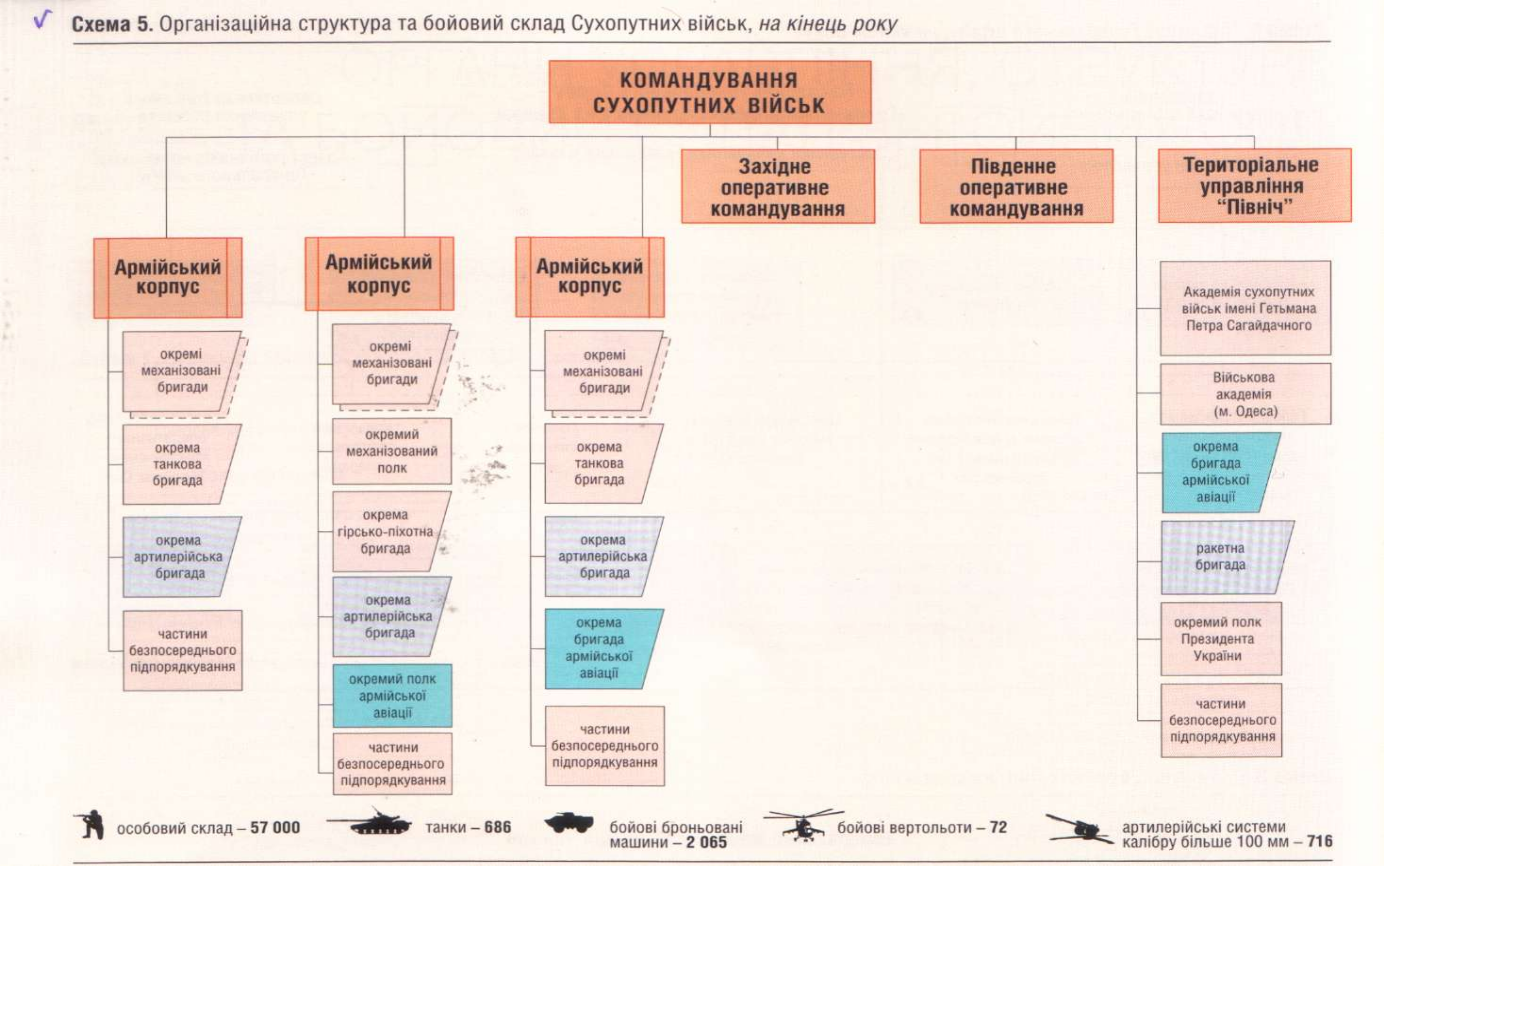 Схема 5. Організаційна структура та бойовий склад Сухопутних військ, на кінець року
КОМАНДУВАННЯ
СУХОПУТНИХ ВІЙСЬК
Західне
оперативне
командування
Південне
оперативне
командування
Територіальне
управління
“Північ”
Армійський
корпус
окремі
механізовані
бригади
окрема
танкова
бригада
окрема
артилерійська
бригада
частини
безпосереднього
підпорядкування
Армійський
корпус
окремі
механізовані
бригади
окремий
механізований
полк
окрема
гірсько-піхотна
бригада
окрема
артилерійська
бригада
окремий полк
армійської
авіації
частини
безпосереднього
підпорядкування
Армійський
корпус
окремі
механізовані
бригади
окрема
танкова
бригада
окрема
артилерійська
бригада
окрема
бригада
армійської
авіації
частини
безпосереднього
підпорядкування
Академія сухопутних
військ імені Гетьмана
Петра Сагайдачного
Військова
академія
(м. Одеса)
окрема
бригада
армійської
авіації
ракетна
бригада
окремий полк
Президента
України
частини
безпосереднього
підпорядкування
особовий склад – 57 000
танки – 686
бойові броньовані
машини – 2 065
бойові вертольоти – 72
артилерійські системи
калібру більше 100 мм – 716